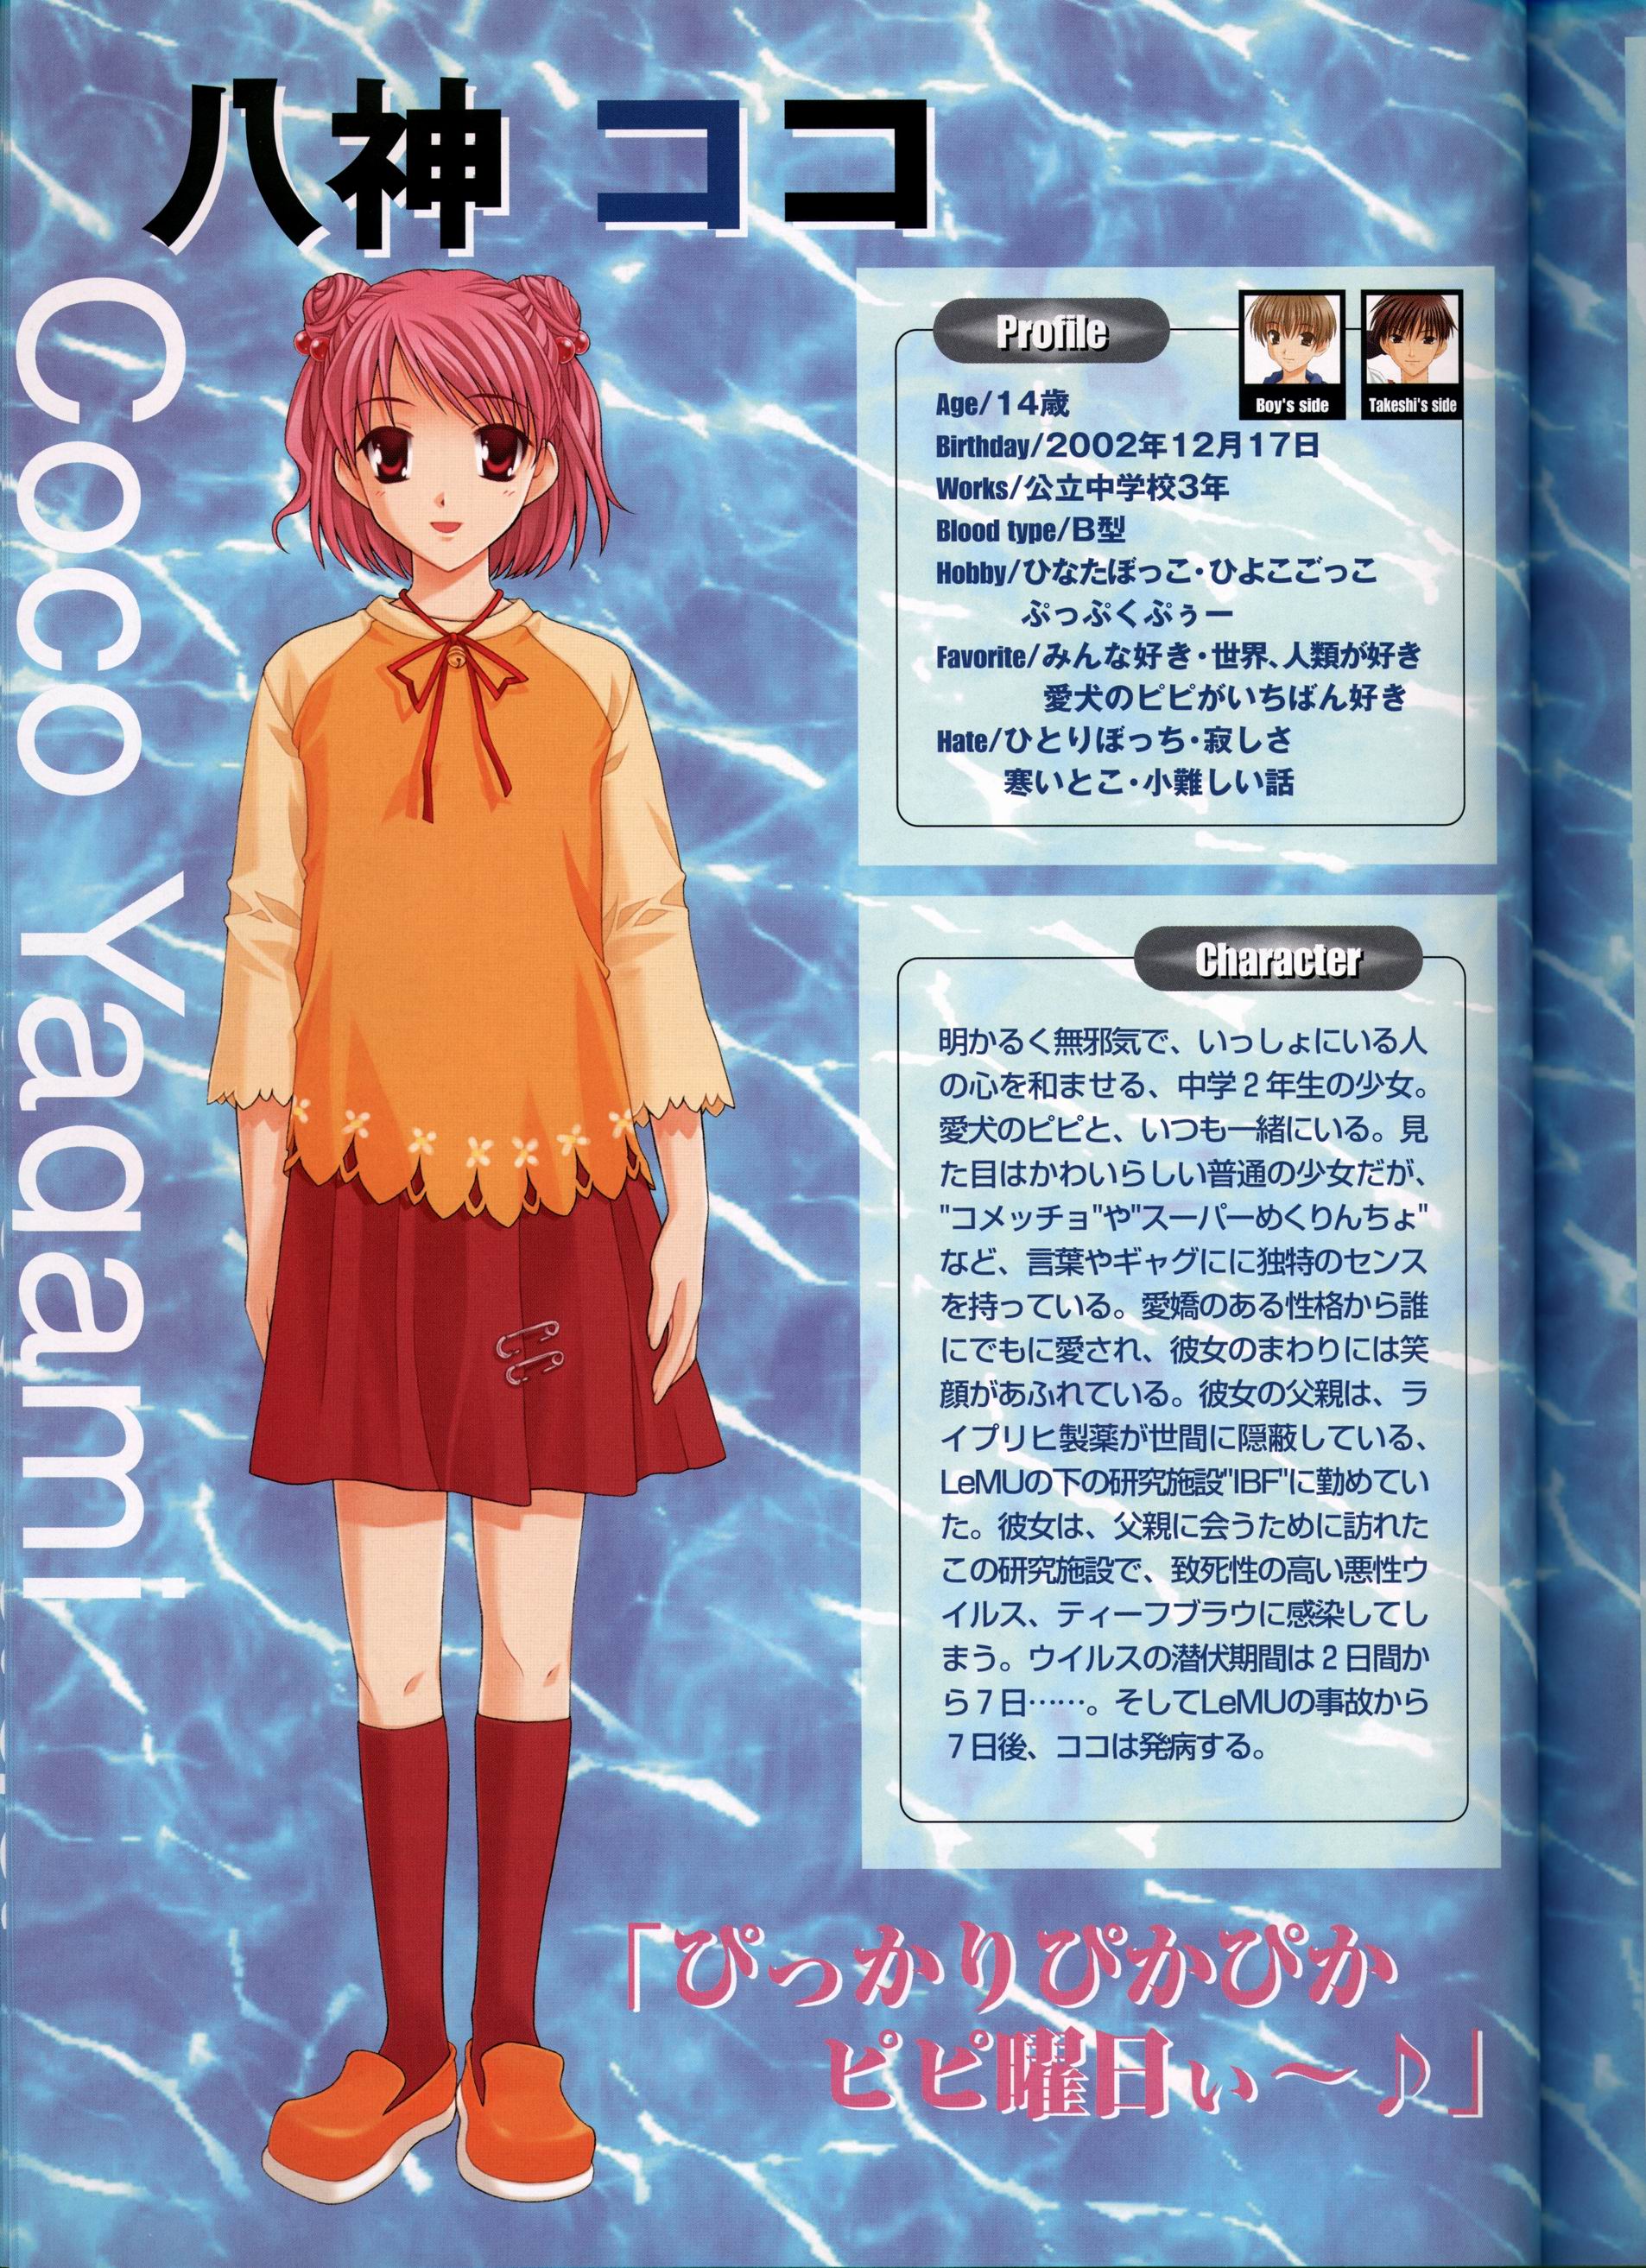 八神 ココ
Coco Yagami
Profile
Boy's side
Takeshi's side
Age/14歳
Birthday/2002年12月17日
Works/公立中学校3年
Blood type/B型
Hobby/ひなたぼっこ・ひよこごっこ
ぷっぷくぷぅー
Favorite/みんな好き・世界、人類が好き
愛犬のピピがいちばん好き
Hate/ひとりぼっち・寂しさ
寒いとこ・小難しい話
Character
明かるく無邪気で、いっしょにいる人
の心を和ませる、中学2年生の少女。
愛犬のピピと、いつも一緒にいる。見
た目はかわいらしい普通の少女だが、
"コメッチョ"や"スーパーめくりんちょ"
など、言葉やギャグにに独特のセンス
を持っている。愛嬌のある性格から誰
にでもに愛され、彼女のまわりには笑
顔があふれている。彼女の父親は、ラ
イプリヒ製薬が世間に隠蔽している、
LeMUの下の研究施設"IBF"に勤めてい
た。彼女は、父親に会うために訪れた
この研究施設で、致死性の高い悪性ウ
イルス、ティーフブラウに感染してし
まう。ウイルスの潜伏期間は2日間か
ら7日……。そしてLeMUの事故から
7日後、ココは発病する。
「ぴっかりぴかぴか
ピピ曜日ぃ〜♪」